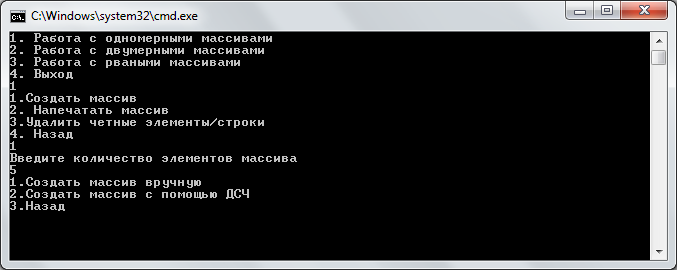 C:\Windows\system32\cmd.exe
1. Работа с одномерными массивами
2. Работа с двумерными массивами
3. Работа с рваными массивами
4. Выход
1
1.Создать массив
2. Напечатать массив
3.Удалить четные элементы/строки
4. Назад
1
Введите количество элементов массива
5
1.Создать массив вручную
2.Создать массив с помощью ДСЧ
3.Назад